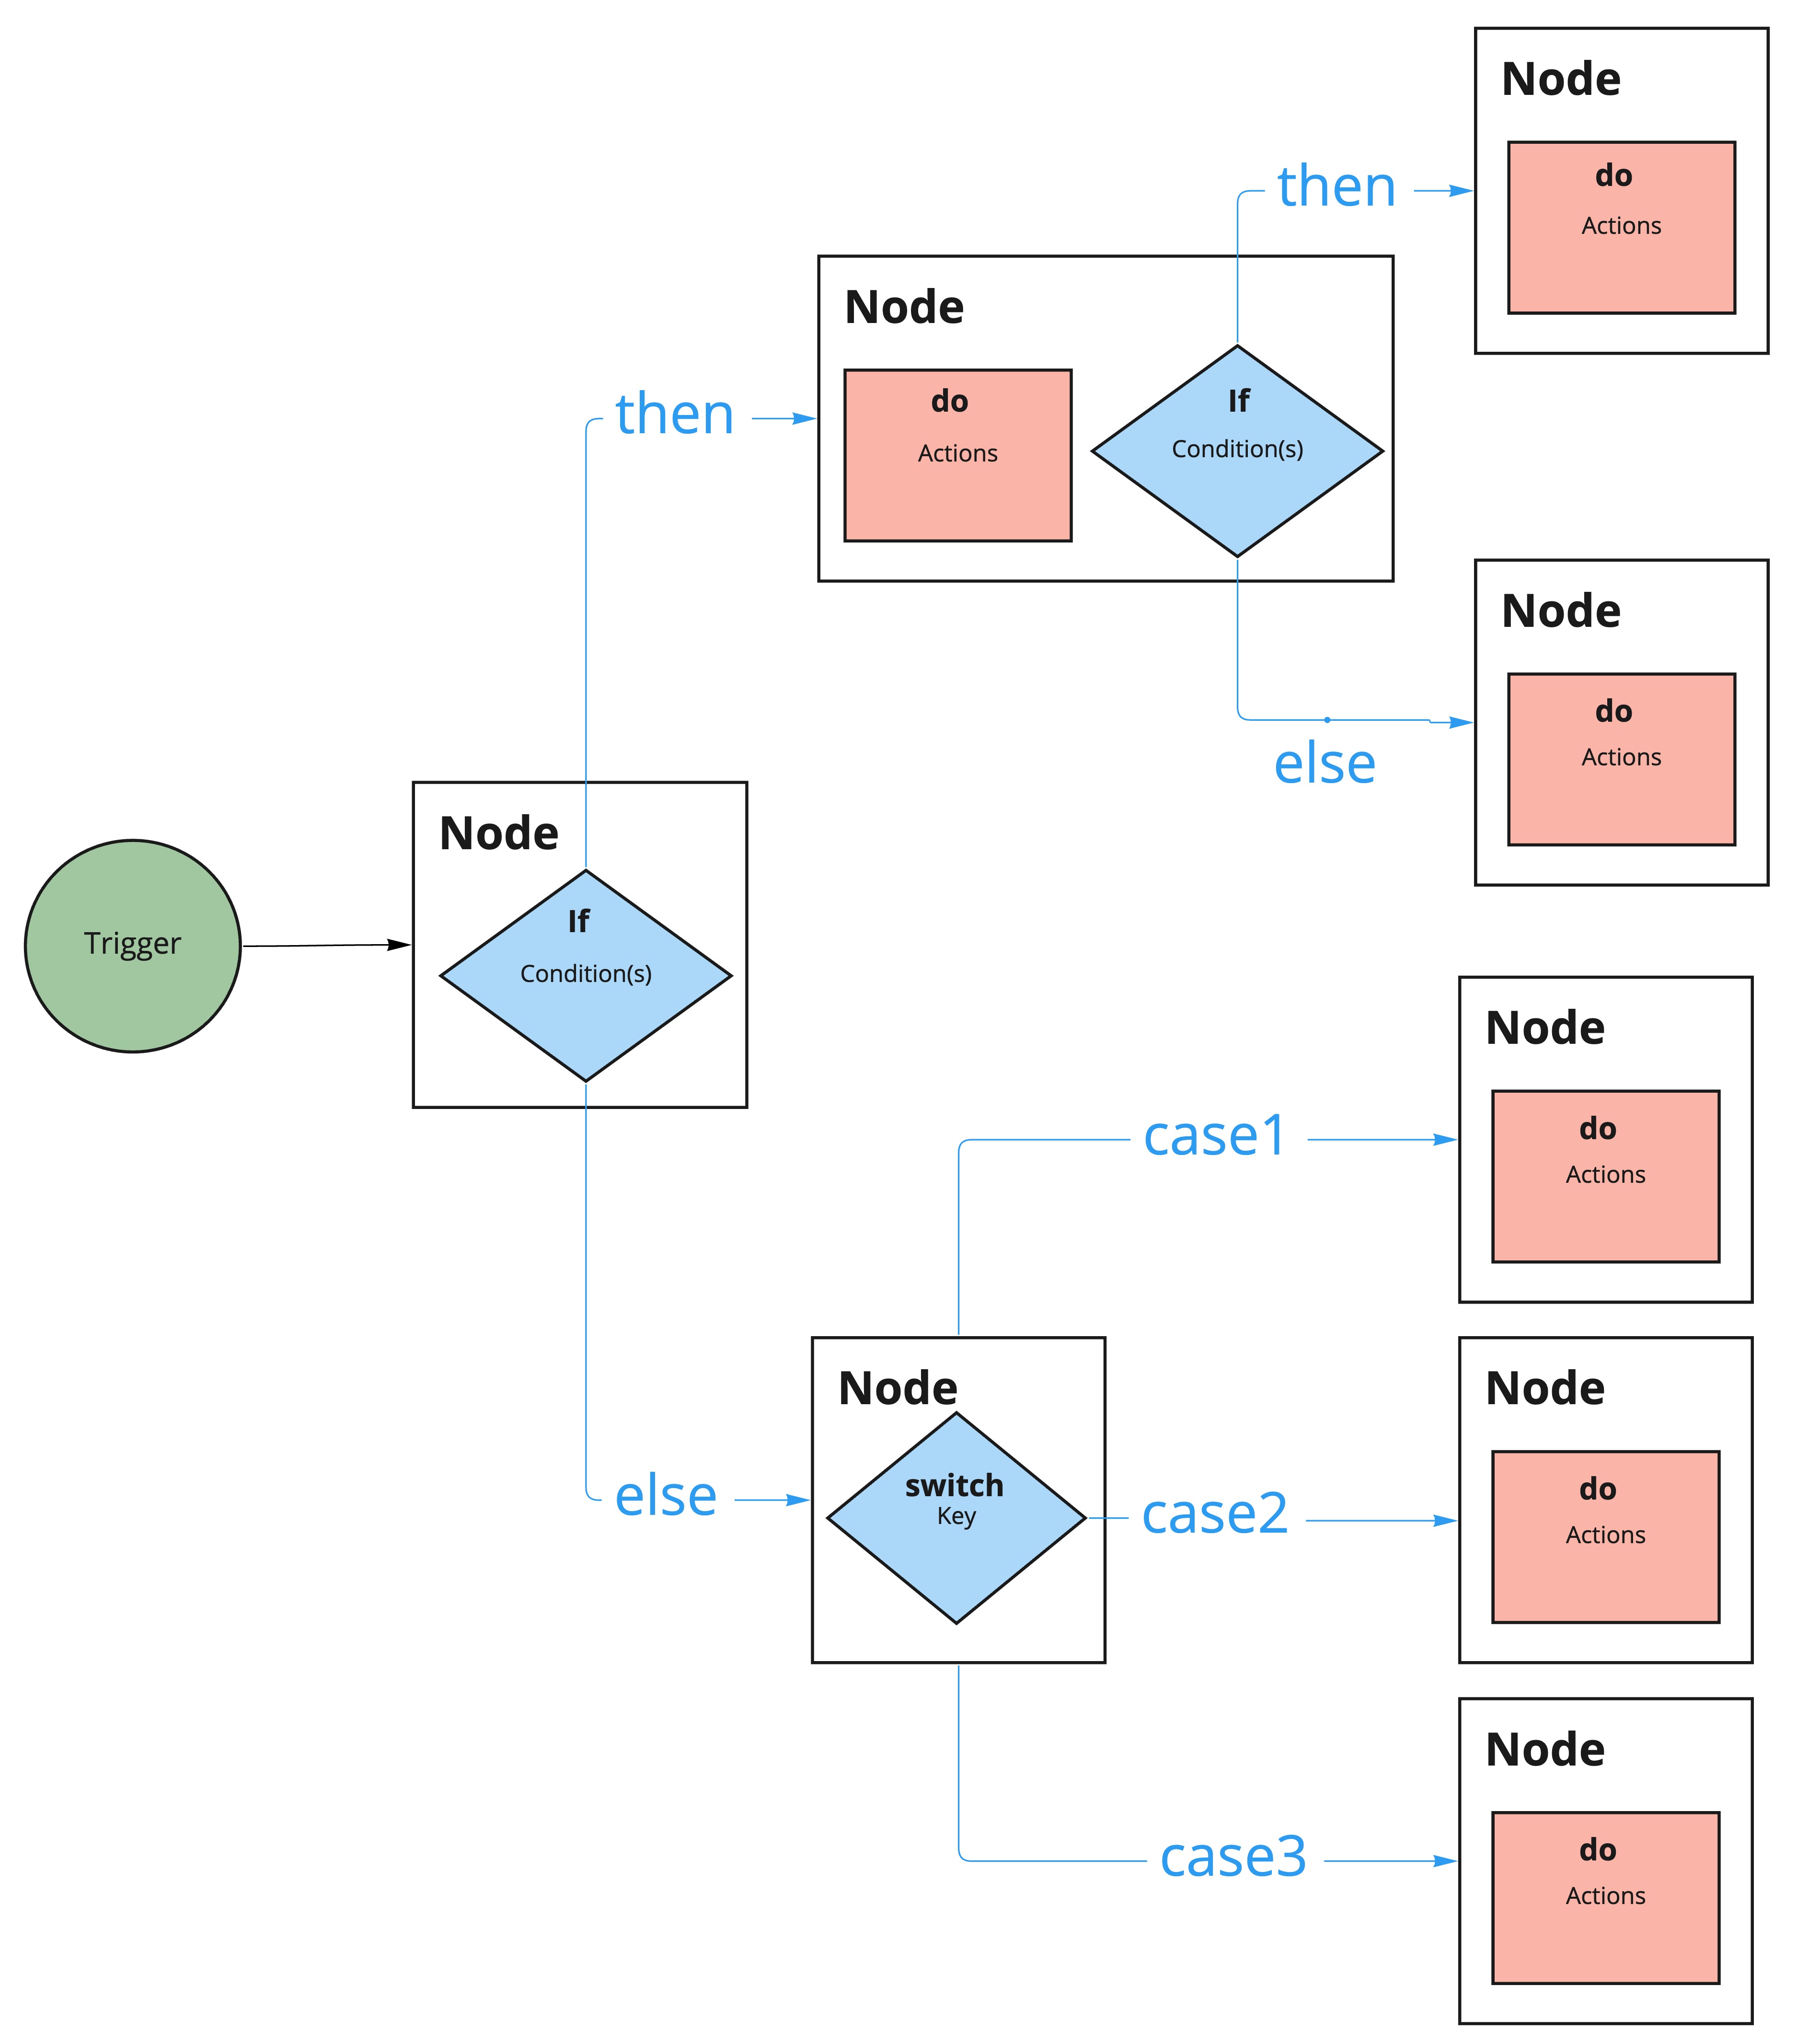 Node
do
Actions
then
Node
do
Actions
If
Condition(s)
then
Node
do
Actions
else
Node
If
Condition(s)
Trigger
Node
do
Actions
case1
Node
switch
Key
else
case2
Node
do
Actions
Node
do
Actions
case3